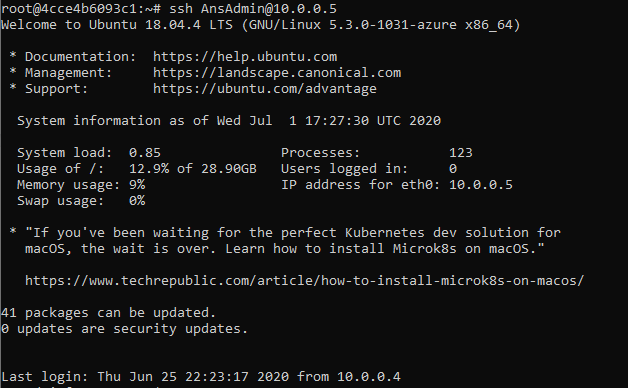 root@4cce4b6093c1:~# ssh AnsAdmin@10.0.0.5
Welcome to Ubuntu 18.04.4 LTS (GNU/Linux 5.3.0-1031-azure x86_64)
* Documentation:  https://help.ubuntu.com
* Management:     https://landscape.canonical.com
* Support:        https://ubuntu.com/advantage
System information as of Wed Jul  1 17:27:30 UTC 2020
System load:  0.85               Processes:           123
Usage of /:   12.9% of 28.90GB   Users logged in:     0
Memory usage: 9%                 IP address for eth0: 10.0.0.5
Swap usage:   0%
* "If you've been waiting for the perfect Kubernetes dev solution for
macOS, the wait is over. Learn how to install Microk8s on macOS."
https://www.techrepublic.com/article/how-to-install-microk8s-on-macos/
41 packages can be updated.
0 updates are security updates.
Last login: Thu Jun 25 22:23:17 2020 from 10.0.0.4